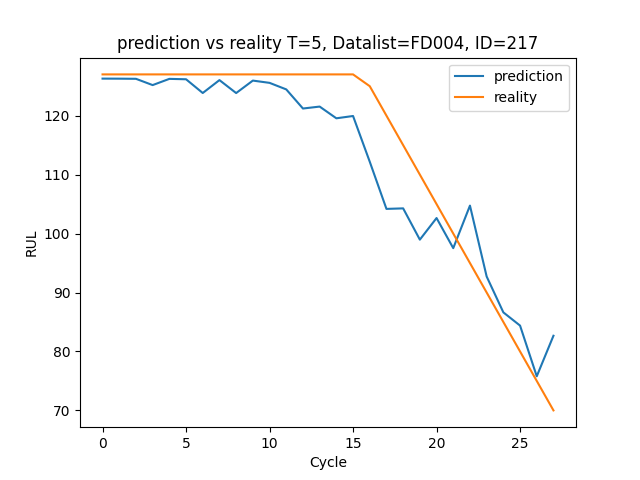 prediction vs reality T=5, Datalist=FD004, ID=217
prediction
reality
120
110
100
90
80
70
RUL
0 5 10 15 20 25
Cycle